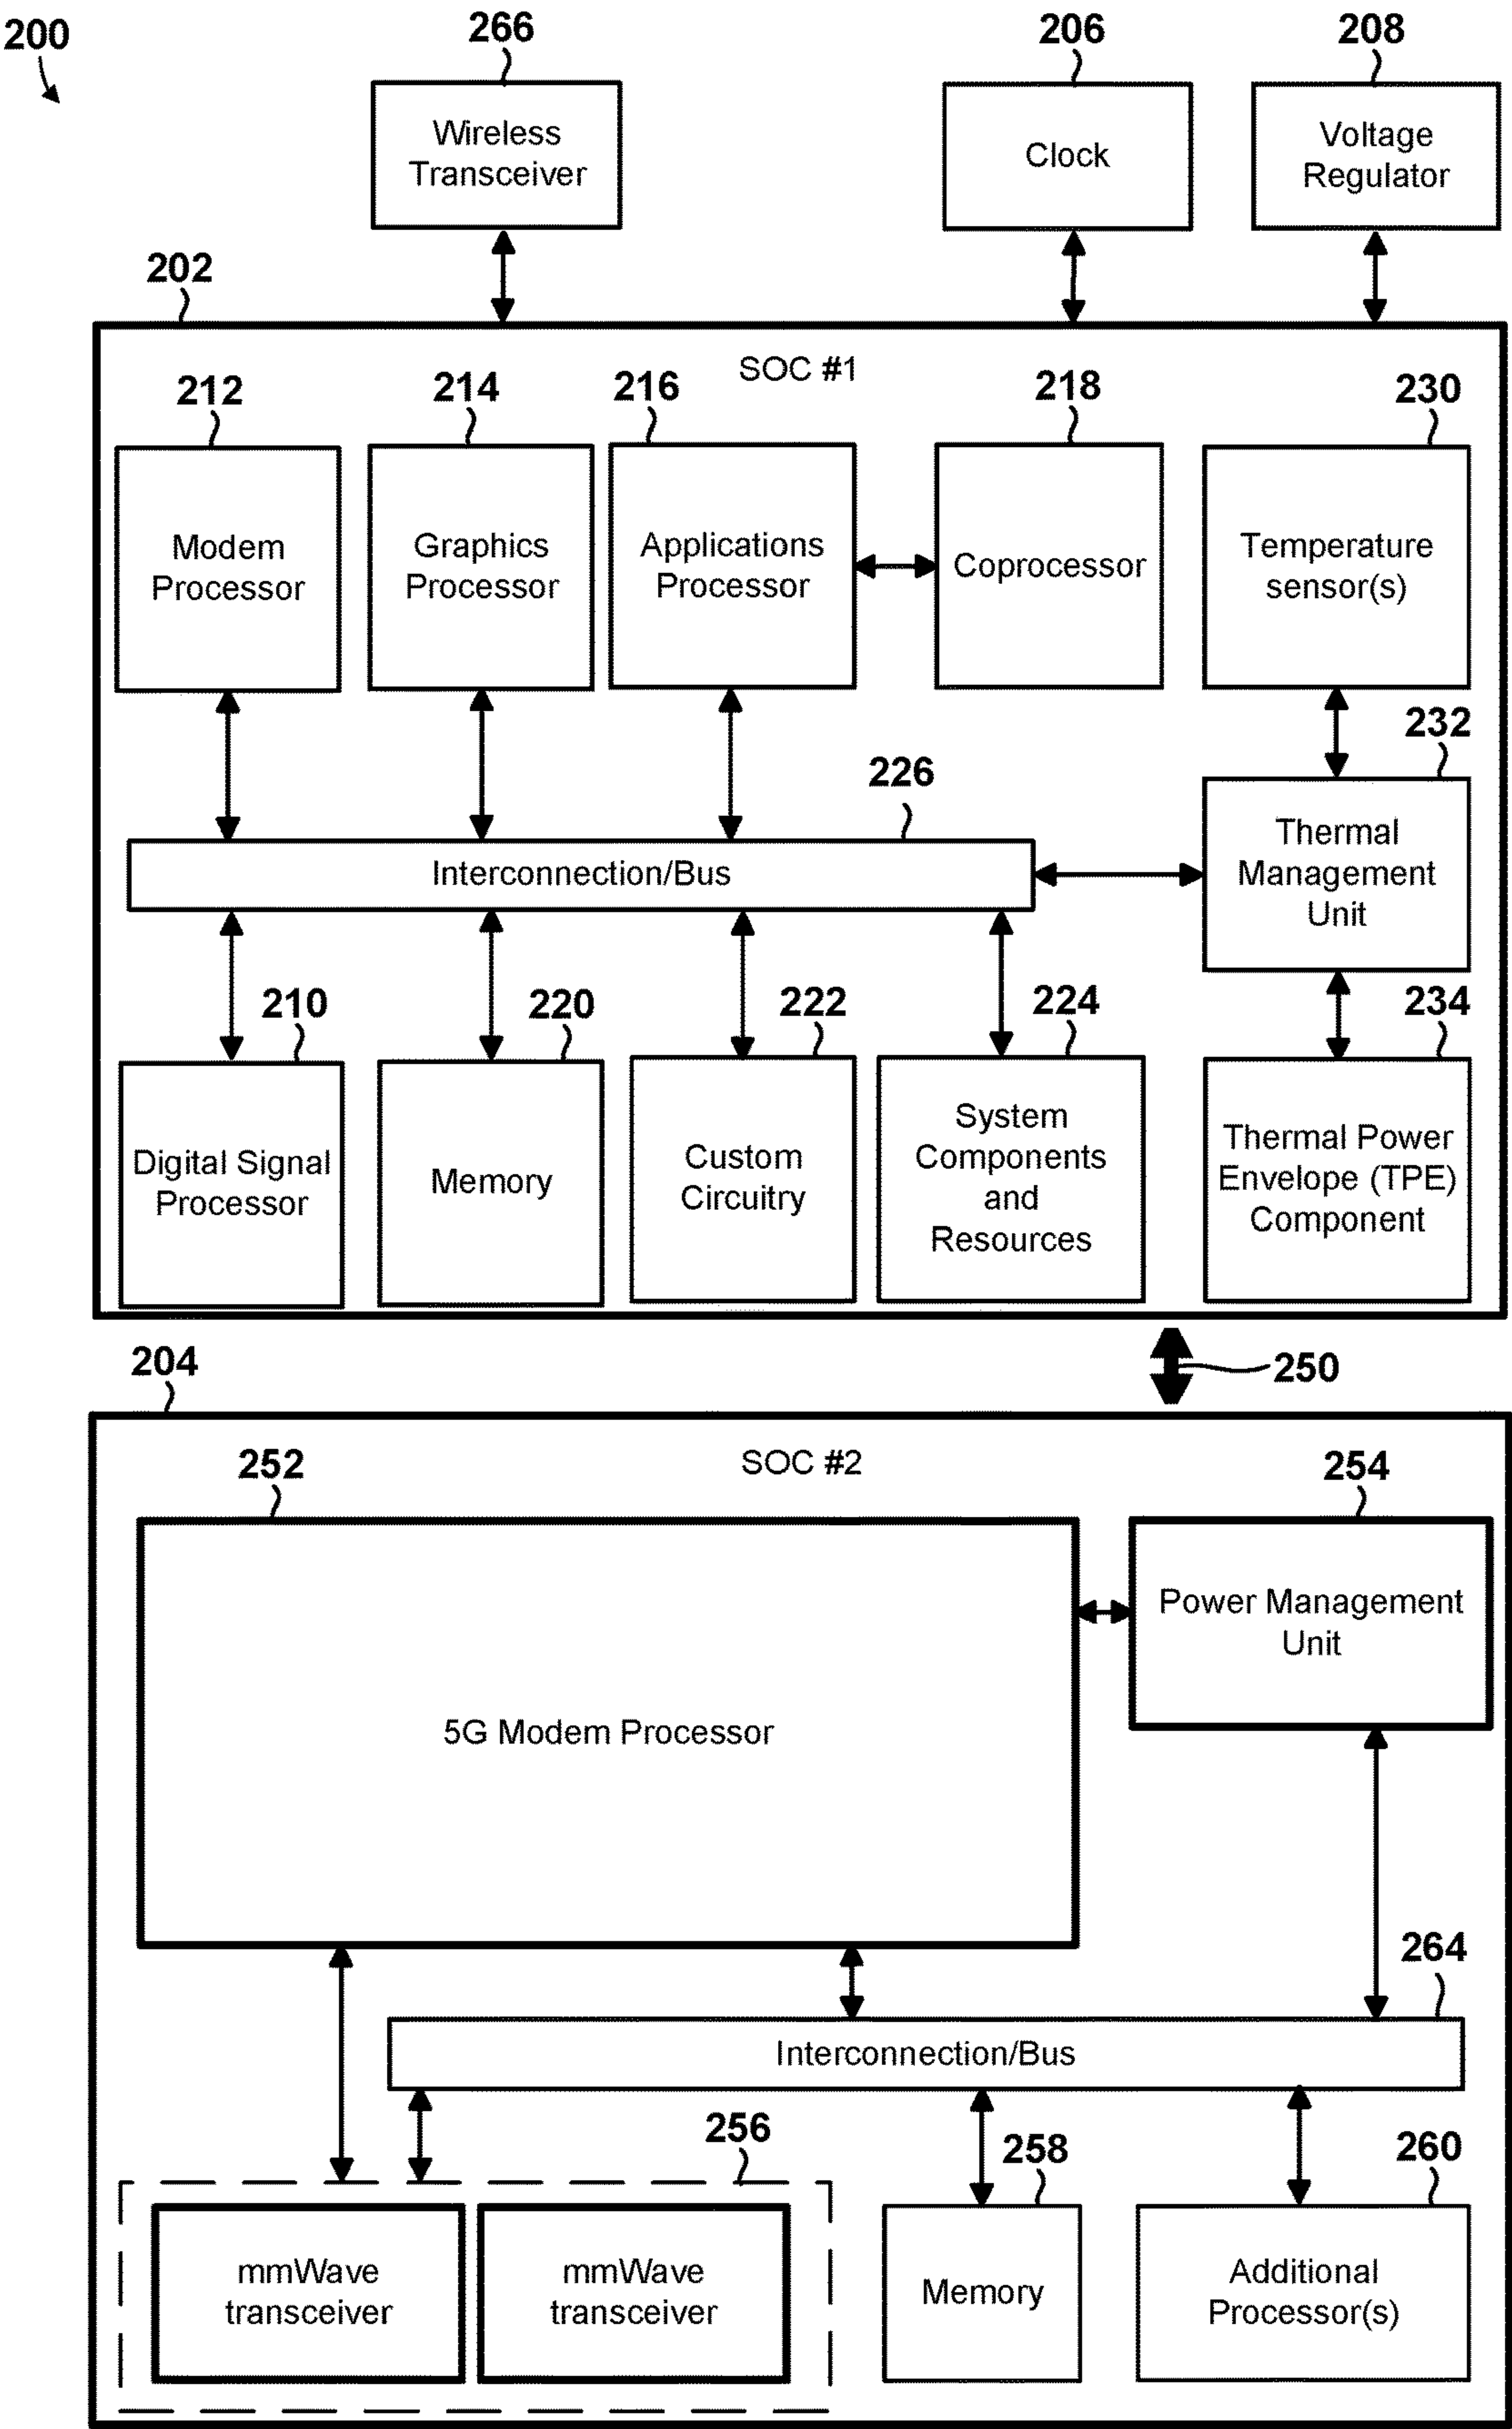 200
266
206
208
Wireless
Transceiver
Clock
Voltage
Regulator
202
SOC #1
212
214
216
218
230
Modem
Processor
Graphics
Processor
Applications
Processor
Coprocessor
Temperature
sensor(s)
232
226
Interconnection/Bus
Thermal
Management
Unit
210
220
222
224
234
Digital Signal
Processor
Memory
Custom
Circuitry
System
Components
and
Resources
Thermal Power
Envelope (TPE)
Component
204
250
SOC #2
252
254
5G Modem Processor
Power Management
Unit
264
Interconnection/Bus
256
258
260
mmWave
transceiver
mmWave
transceiver
Memory
Additional
Processor(s)